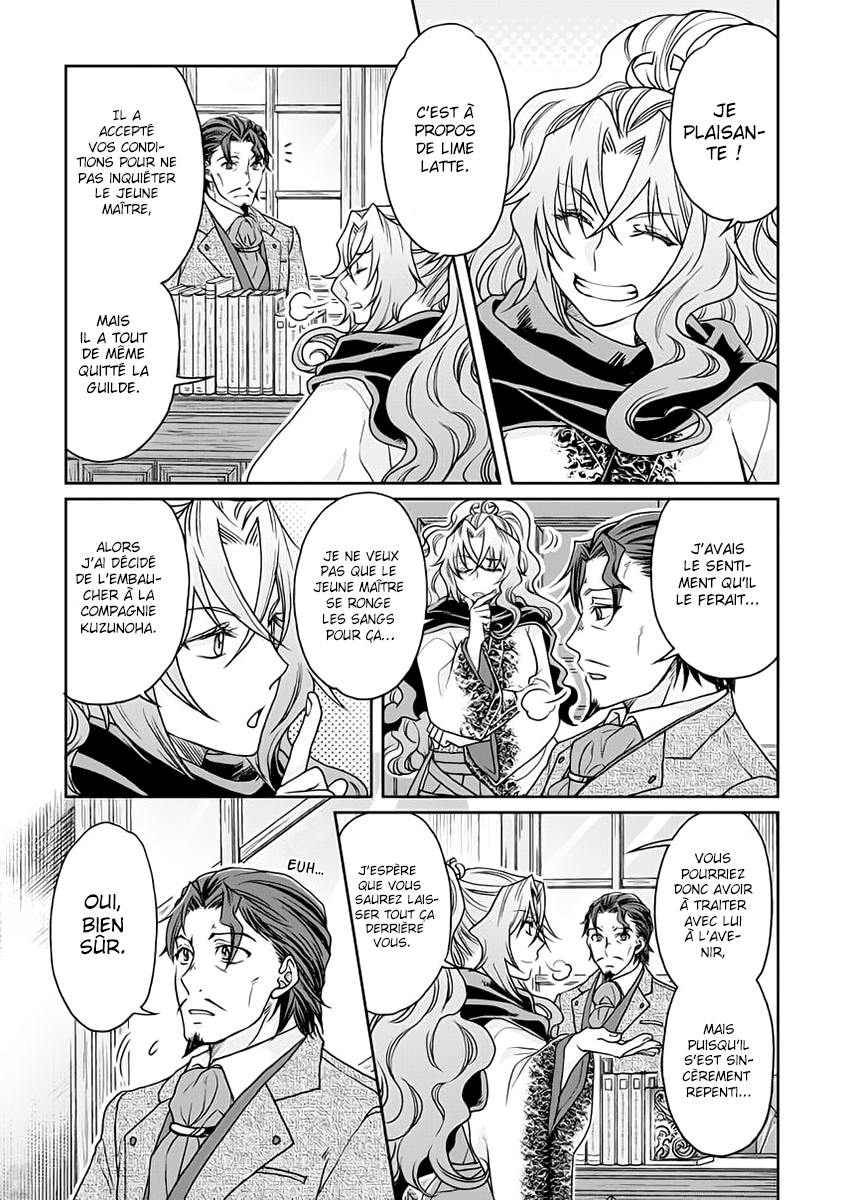 JE
PLAISAN-
TE !
C'EST À
PROPOS
DE LIME
LATTE.
IL A
ACCEPTÉ
VOS CONDI-
TIONS POUR NE
PAS INQUIÉTER
LE JEUNE
MAÎTRE,
MAIS
IL A TOUT
DE MÊME
QUITTÉ LA
GUILDE.
J'AVAIS
LE SENTI-
MENT QU'IL
LE FERAIT...
JE NE VEUX
PAS QUE LE
JEUNE MAÎTRE
SE RONGE
LES SANGS
POUR ÇA...
ALORS
J'AI DÉCIDÉ
DE L'EMBAU-
CHER À LA
COMPAGNIE
KUZUNOHA.
VOUS
POURRIEZ
DONC AVOIR
À TRAITER
AVEC LUI
À L'AVE-
NIR,
MAIS
PUISQU'IL
S'EST SIN-
CÈREMENT
REPENTI...
J'ESPÈRE
QUE VOUS
SAUREZ LAIS-
SER TOUT ÇA
DERRIÈRE
VOUS.
EUH...
OUI,
BIEN
SÛR.